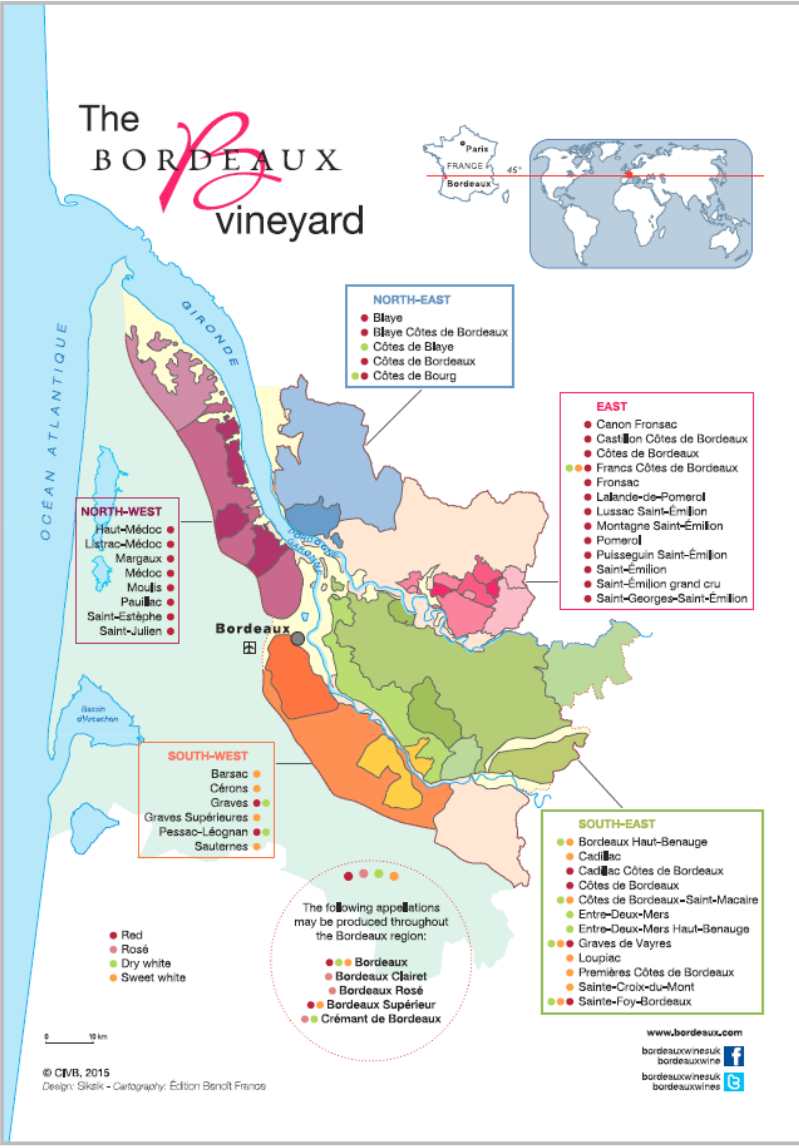 The
BORDEAUX
vineyard
Paris
FRANCE
Bordeaux
45°
OCÉAN ATLANTIQUE
GIRONDE
NORTH-EAST
Blaye
Blaye Côtes de Bordeaux
Côtes de Blaye
Côtes de Bordeaux
Côtes de Bourg
EAST
Canon Fronsac
Castillon Côtes de Bordeaux
Côtes de Bordeaux
Francs Côtes de Bordeaux
Fronsac
Lalande-de-Pomerol
Lussac Saint-Émilion
Montagne Saint-Émilion
Pomerol
Puisseguin Saint-Émilion
Saint-Émilion
Saint-Émilion grand cru
Saint-Georges-Saint-Émilion
NORTH-WEST
Haut-Médoc
Listrac-Médoc
Margaux
Médoc
Moulis
Pauillac
Saint-Estèphe
Saint-Julien
DORDOGNE
GARONNE
Bordeaux
Bassin
d'Arcachon
SOUTH-WEST
Barsac
Cérons
Graves
Graves Supérieures
Pessac-Léognan
Sauternes
SOUTH-EAST
Bordeaux Haut-Benauge
Cadillac
Cadillac Côtes de Bordeaux
Côtes de Bordeaux
Côtes de Bordeaux-Saint-Macaire
Entre-Deux-Mers
Entre-Deux-Mers Haut-Benauge
Graves de Vayres
Loupiac
Premières Côtes de Bordeaux
Sainte-Croix-du-Mont
Sainte-Foy-Bordeaux
The following appellations
may be produced throughout
the Bordeaux region:
Bordeaux
Bordeaux Clairet
Bordeaux Rosé
Bordeaux Supérieur
Crémant de Bordeaux
Red
Rosé
Dry white
Sweet white
0 10 km
© CIVB, 2015
Design: Siksik - Cartography: Édition Benoît France
www.bordeaux.com
bordeauxwinesuk
bordeauxwine
bordeauxwinesuk
bordeauxwines